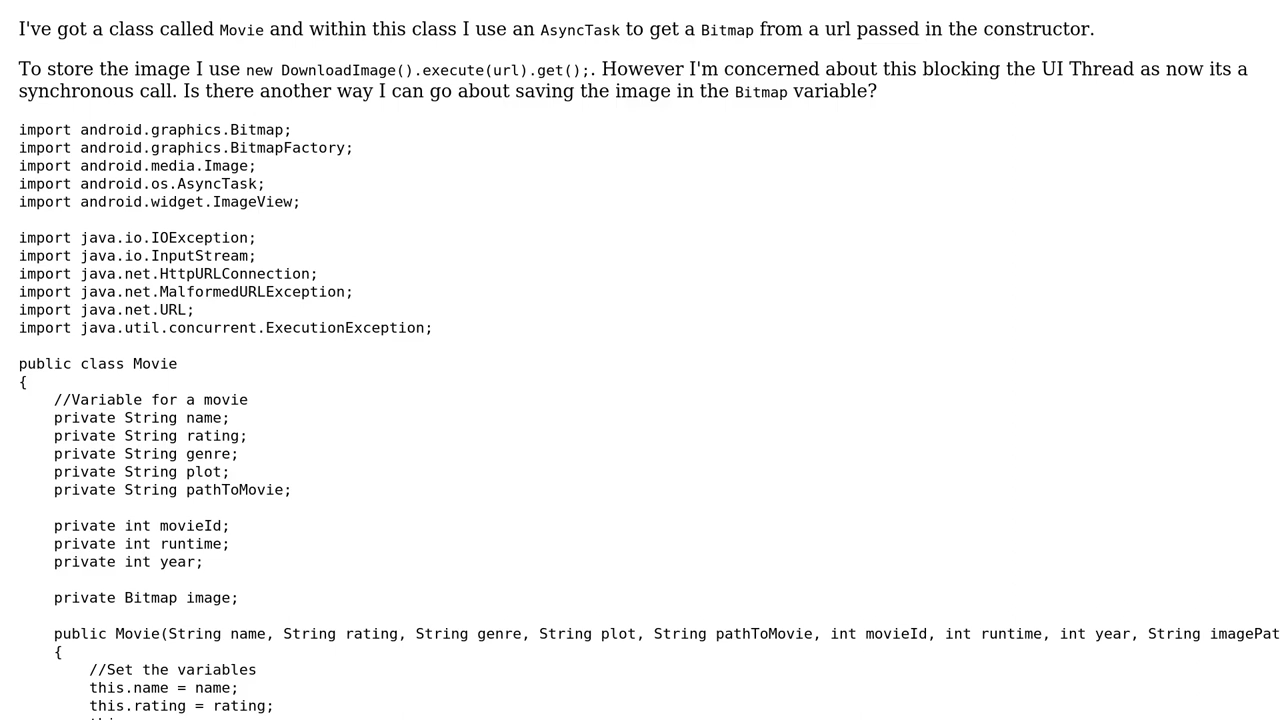 I've got a class called Movie and within this class I use an AsyncTask to get a Bitmap from a url passed in the constructor.
To store the image I use new DownloadImage().execute(url).get();. However I'm concerned about this blocking the UI Thread as now its a
synchronous call. Is there another way I can go about saving the image in the Bitmap variable?
import android.graphics.Bitmap;
import android.graphics.BitmapFactory;
import android.media.Image;
import android.os.AsyncTask;
import android.widget.ImageView;
import java.io.IOException;
import java.io.InputStream;
import java.net.HttpURLConnection;
import java.net.MalformedURLException;
import java.net.URL;
import java.util.concurrent.ExecutionException;
public class Movie
{
//Variable for a movie
private String name;
private String rating;
private String genre;
private String plot;
private String pathToMovie;
private int movieId;
private int runtime;
private int year;
private Bitmap image;
public Movie(String name, String rating, String genre, String plot, String pathToMovie, int movieId, int runtime, int year, String imagePat
{
//Set the variables
this.name = name;
this.rating = rating;